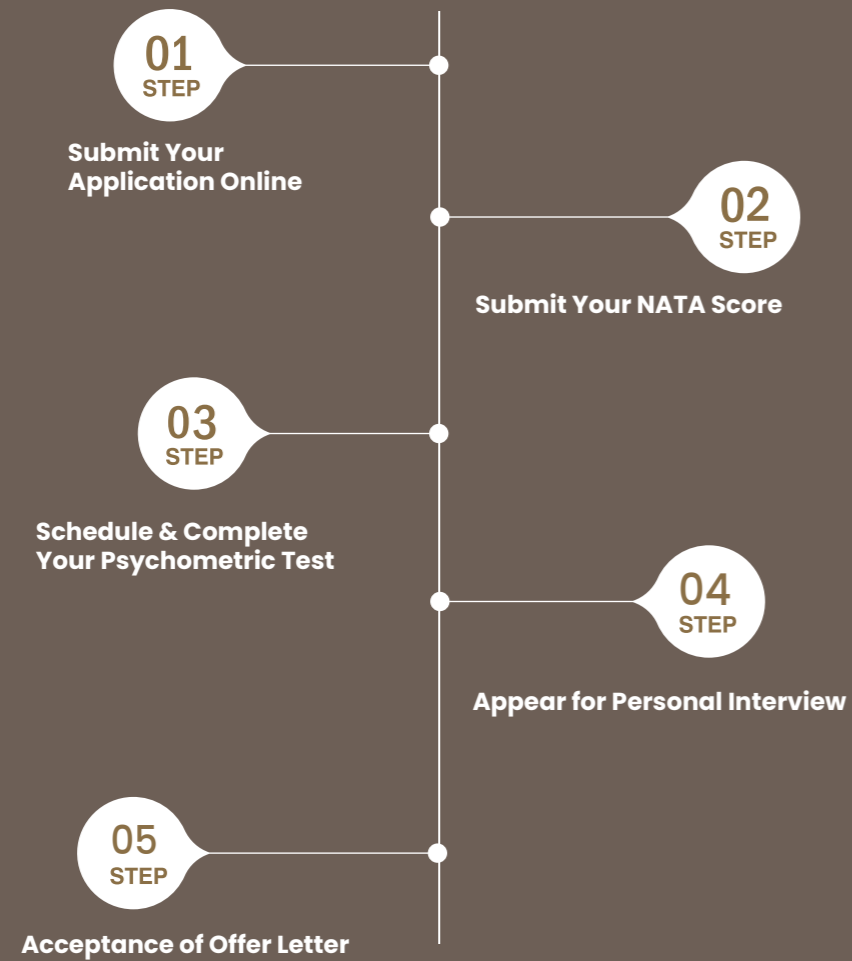 01
STEP
Submit Your
Application Online
02
STEP
Submit Your NATA Score
03
STEP
Schedule & Complete
Your Psychometric Test
04
STEP
Appear for Personal Interview
05
STEP
Acceptance of Offer Letter